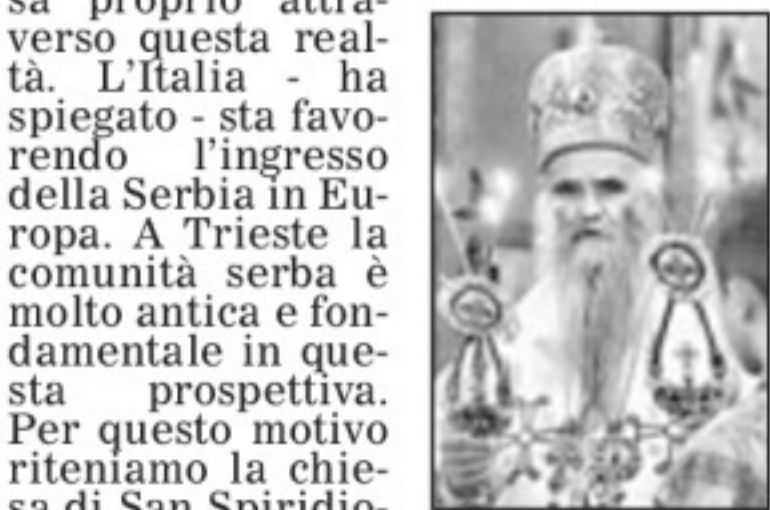 sa proprio attra-
verso questa real-
tà. L'Italia - ha
spiegato - sta favo-
rendo l'ingresso
della Serbia in Eu-
ropa. A Trieste la
comunità serba è
molto antica e fon-
damentale in que-
sta prospettiva.
Per questo motivo
riteniamo la chie-
sa di San Spiridio-